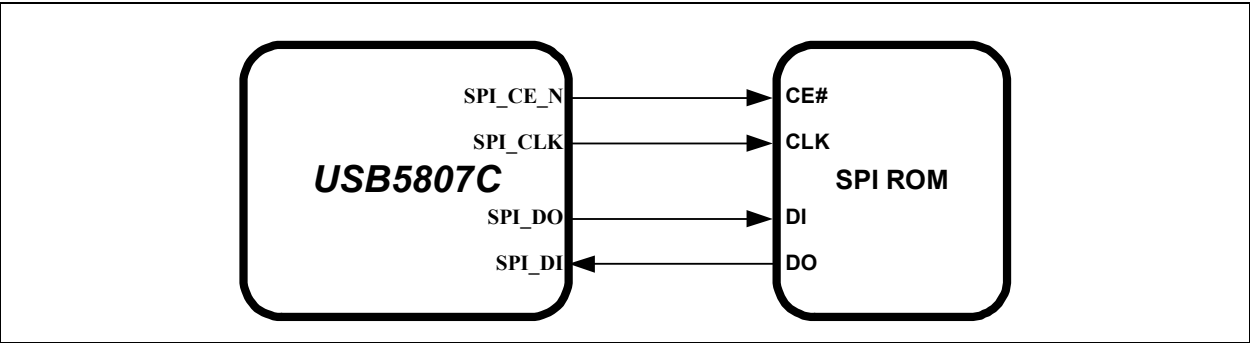 SPI_CE_N CE#
SPI_CLK CLK
USB5807C SPI ROM
SPI_DO DI
SPI_DI DO